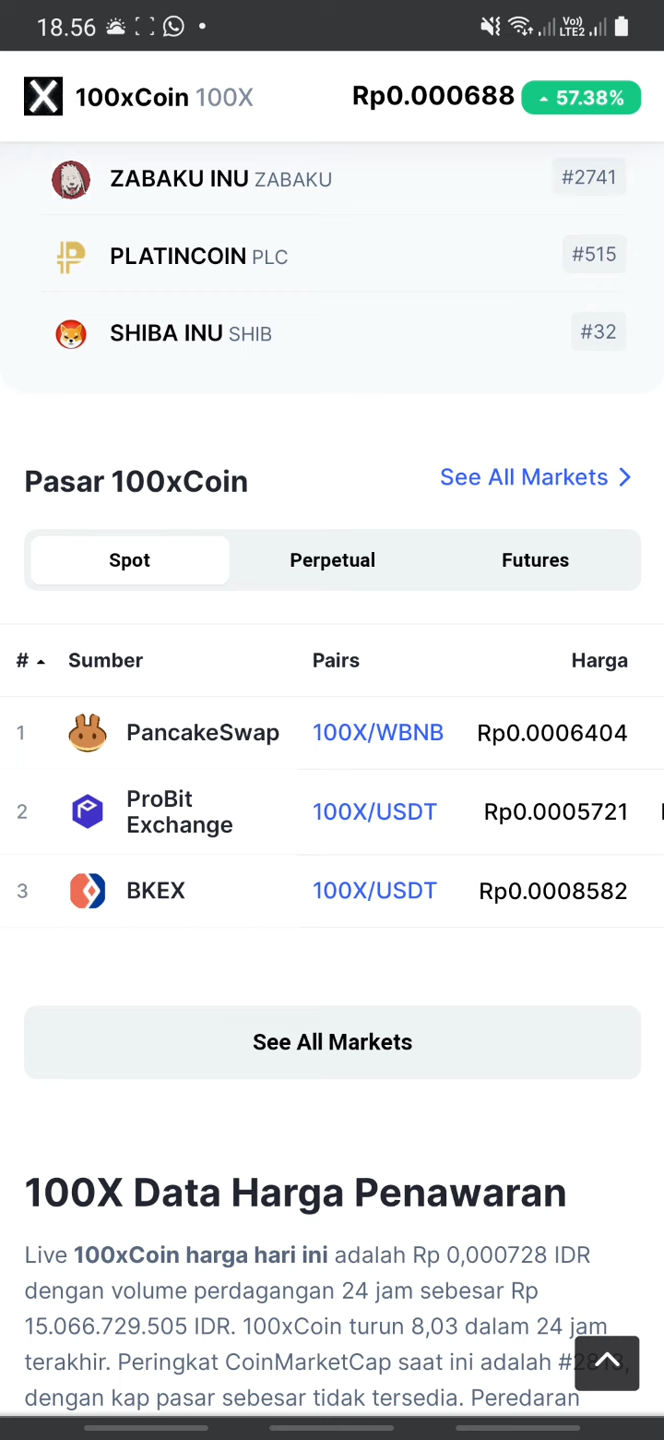 18.56
Vo)) LTE2
100xCoin 100X Rp0.000688 57.38%
ZABAKU INU ZABAKU #2741
PLATINCOIN PLC #515
SHIBA INU SHIB #32
Pasar 100xCoin See All Markets
Spot Perpetual Futures
# Sumber Pairs Harga
1 PancakeSwap 100X/WBNB Rp0.0006404
2 ProBit Exchange 100X/USDT Rp0.0005721
3 BKEX 100X/USDT Rp0.0008582
See All Markets
100X Data Harga Penawaran
Live 100xCoin harga hari ini adalah Rp 0,000728 IDR
dengan volume perdagangan 24 jam sebesar Rp
15.066.729.505 IDR. 100xCoin turun 8,03 dalam 24 jam
terakhir. Peringkat CoinMarketCap saat ini adalah
dengan kap pasar sebesar tidak tersedia. Peredaran